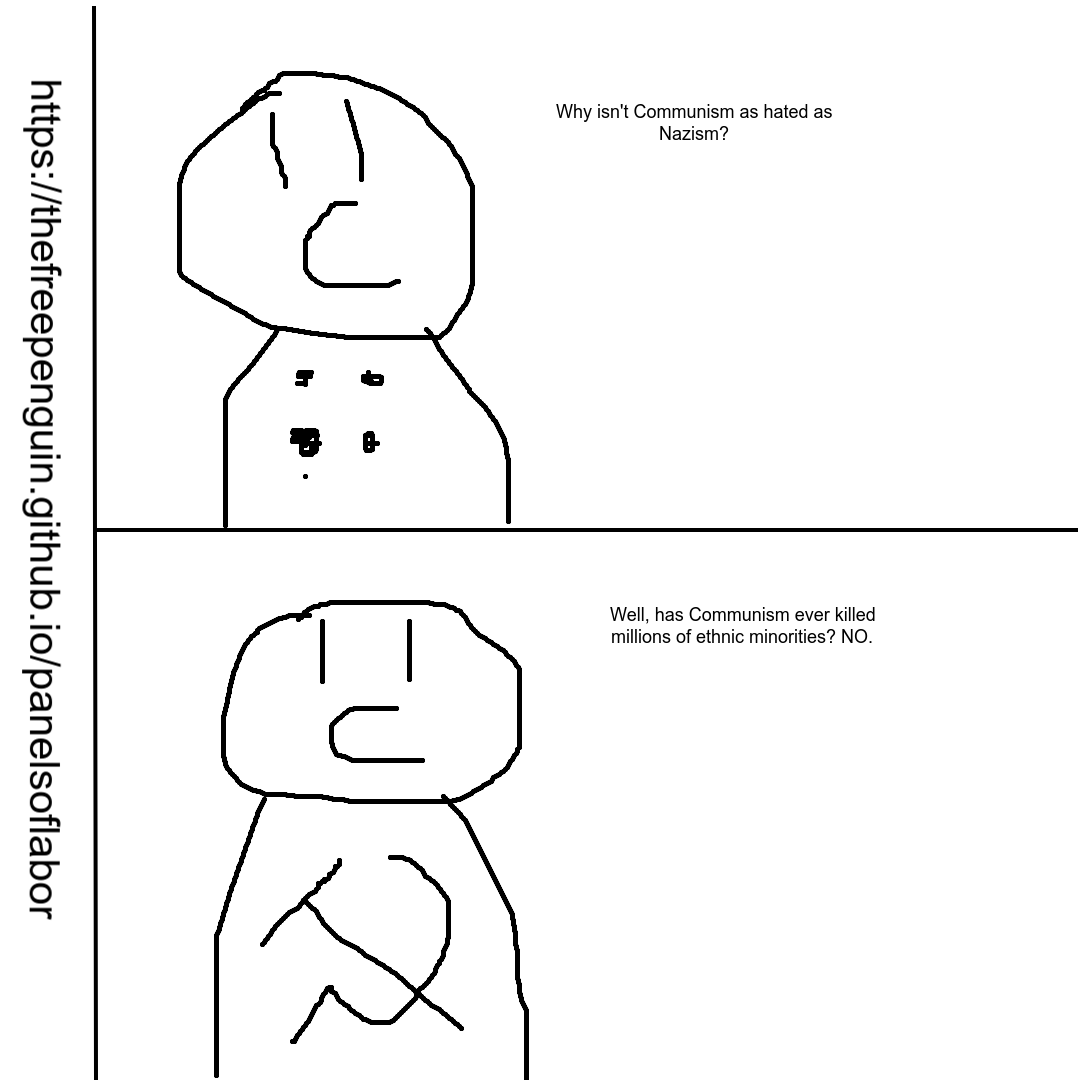 https://thefreepenguin.github.io/panelsoflabor
Why isn't Communism as hated as
Nazism?
Well, has Communism ever killed
millions of ethnic minorities? NO.